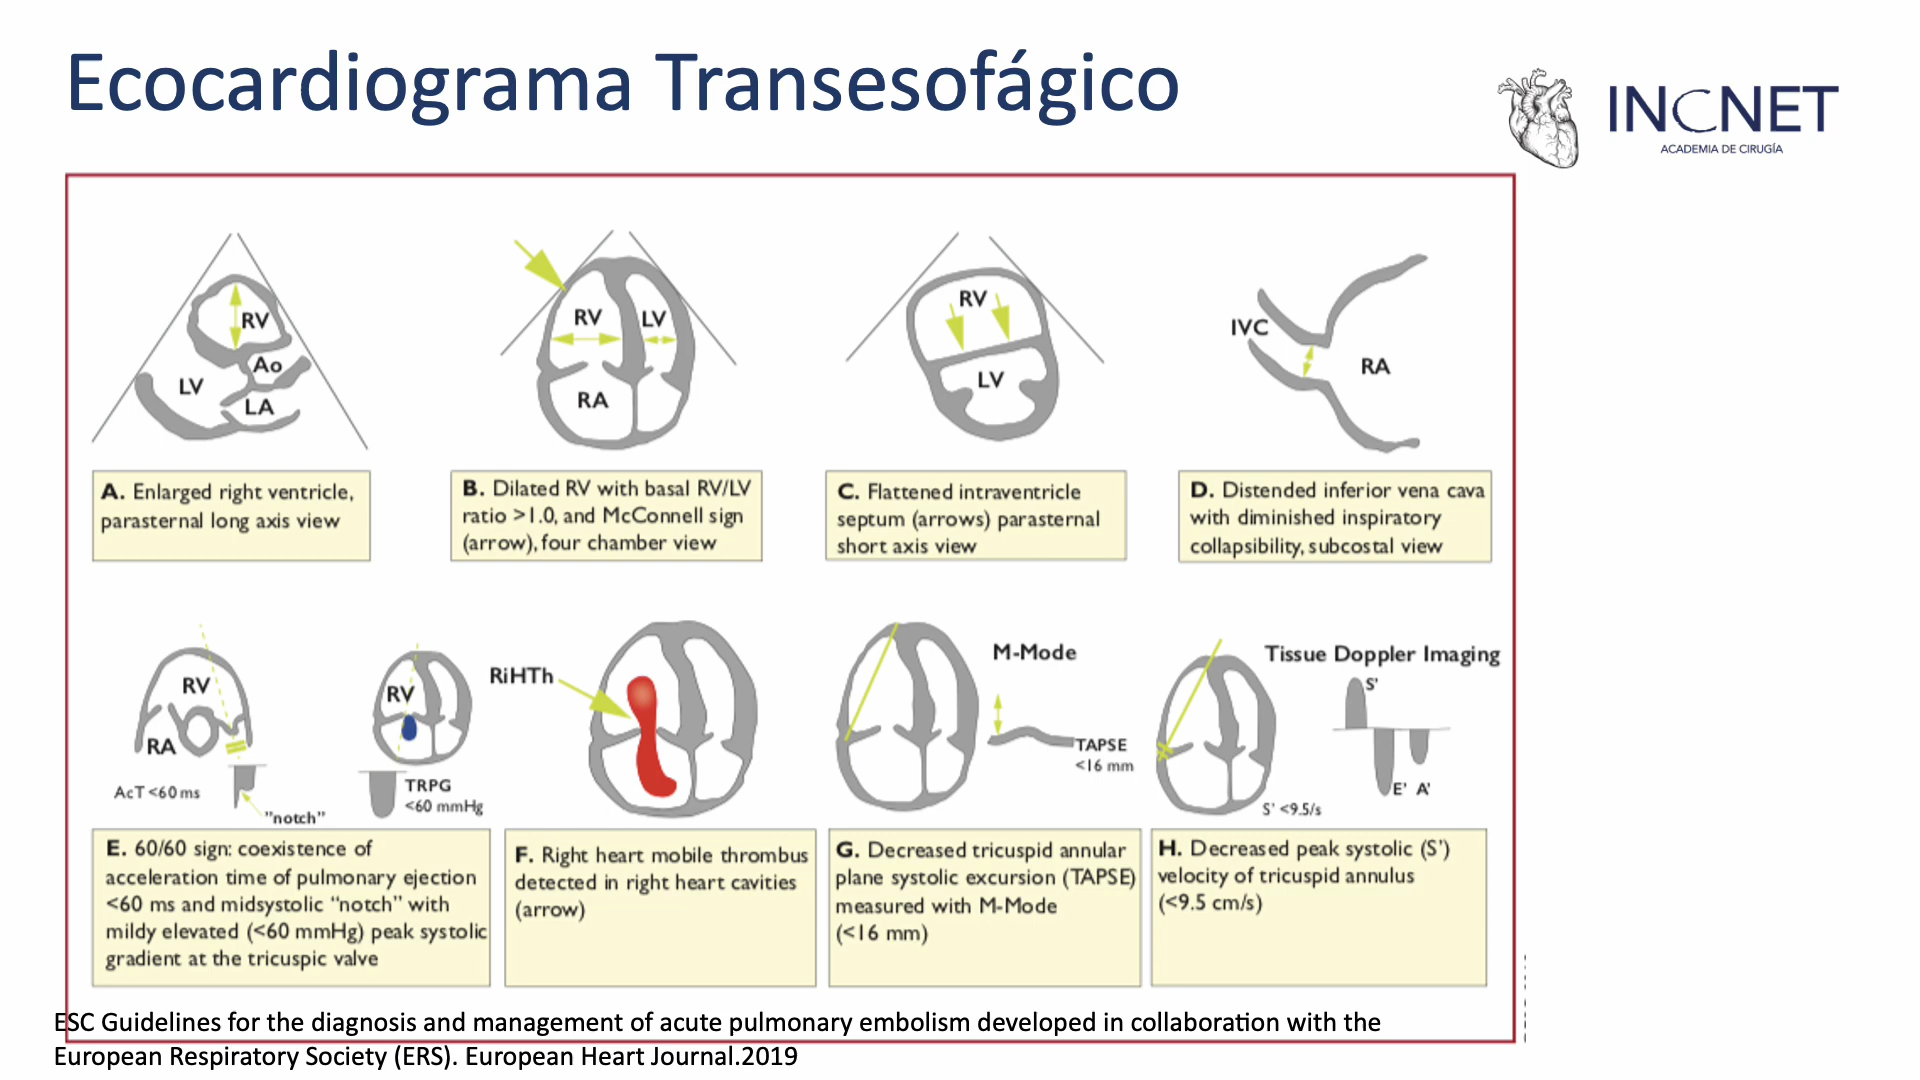 Ecocardiograma Transesofágico
INCNET
ACADEMIA DE CIRUGÍA
RV
Ao
LV
LA
RV
LV
RA
RV
LV
IVC
RA
A. Enlarged right ventricle,
parasternal long axis view
B. Dilated RV with basal RV/LV
ratio >1.0, and McConnell sign
(arrow), four chamber view
C. Flattened intraventricle
septum (arrows) parasternal
short axis view
D. Distended inferior vena cava
with diminished inspiratory
collapsibility, subcostal view
RV
RA
AcT <60 ms
"notch"
RV
TRPG
<60 mmHg
RiHTh
M-Mode
TAPSE
<16 mm
Tissue Doppler Imaging
S'
E' A'
S' <9.5/s
E. 60/60 sign: coexistence of
acceleration time of pulmonary ejection
<60 ms and midsystolic "notch" with
mildy elevated (<60 mmHg) peak systolic
gradient at the tricuspic valve
F. Right heart mobile thrombus
detected in right heart cavities
(arrow)
G. Decreased tricuspid annular
plane systolic excursion (TAPSE)
measured with M-Mode
(<16 mm)
H. Decreased peak systolic (S')
velocity of tricuspid annulus
(<9.5 cm/s)
ESC Guidelines for the diagnosis and management of acute pulmonary embolism developed in collaboration with the
European Respiratory Society (ERS). European Heart Journal.2019